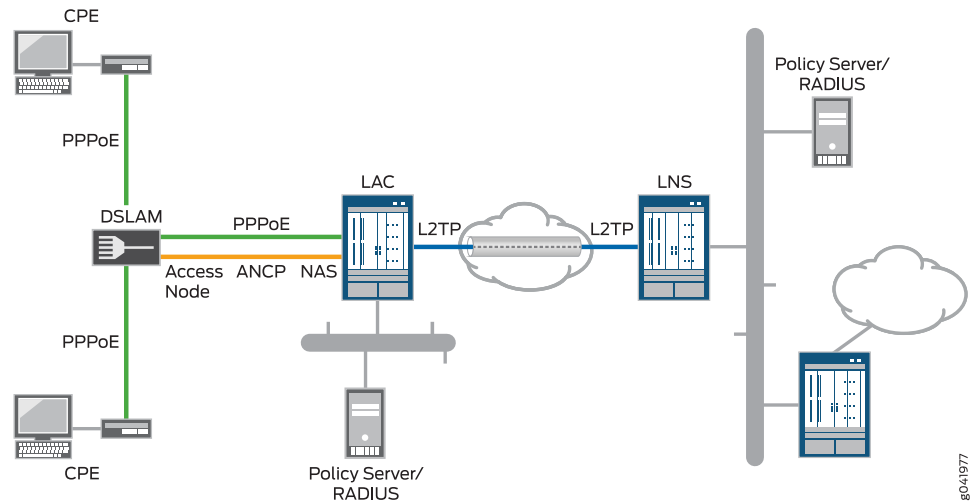 CPE
Policy Server/
RADIUS
PPPoE
LAC
LNS
DSLAM
PPPoE
L2TP
L2TP
Access
Node
ANCP
NAS
PPPoE
CPE
Policy Server/
RADIUS
g041977